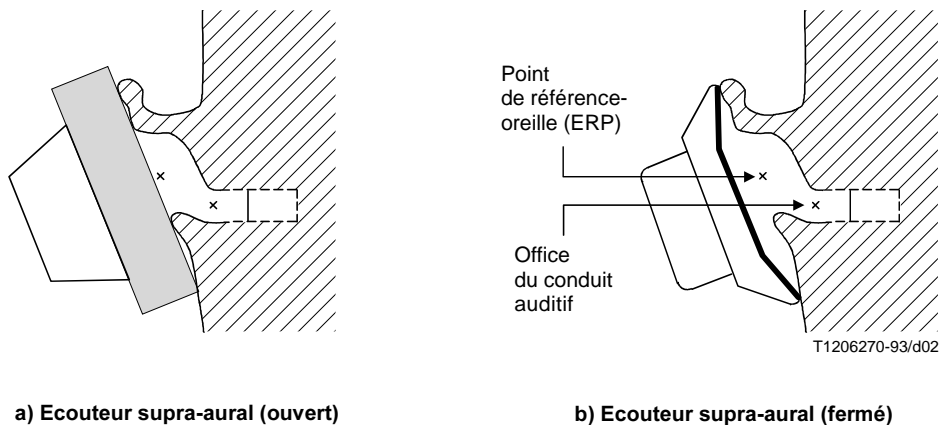 Point
de référence-
oreille (ERP)
Office
du conduit
auditif
T1206270-93/d02
a) Ecouteur supra-aural (ouvert)
b) Ecouteur supra-aural (fermé)